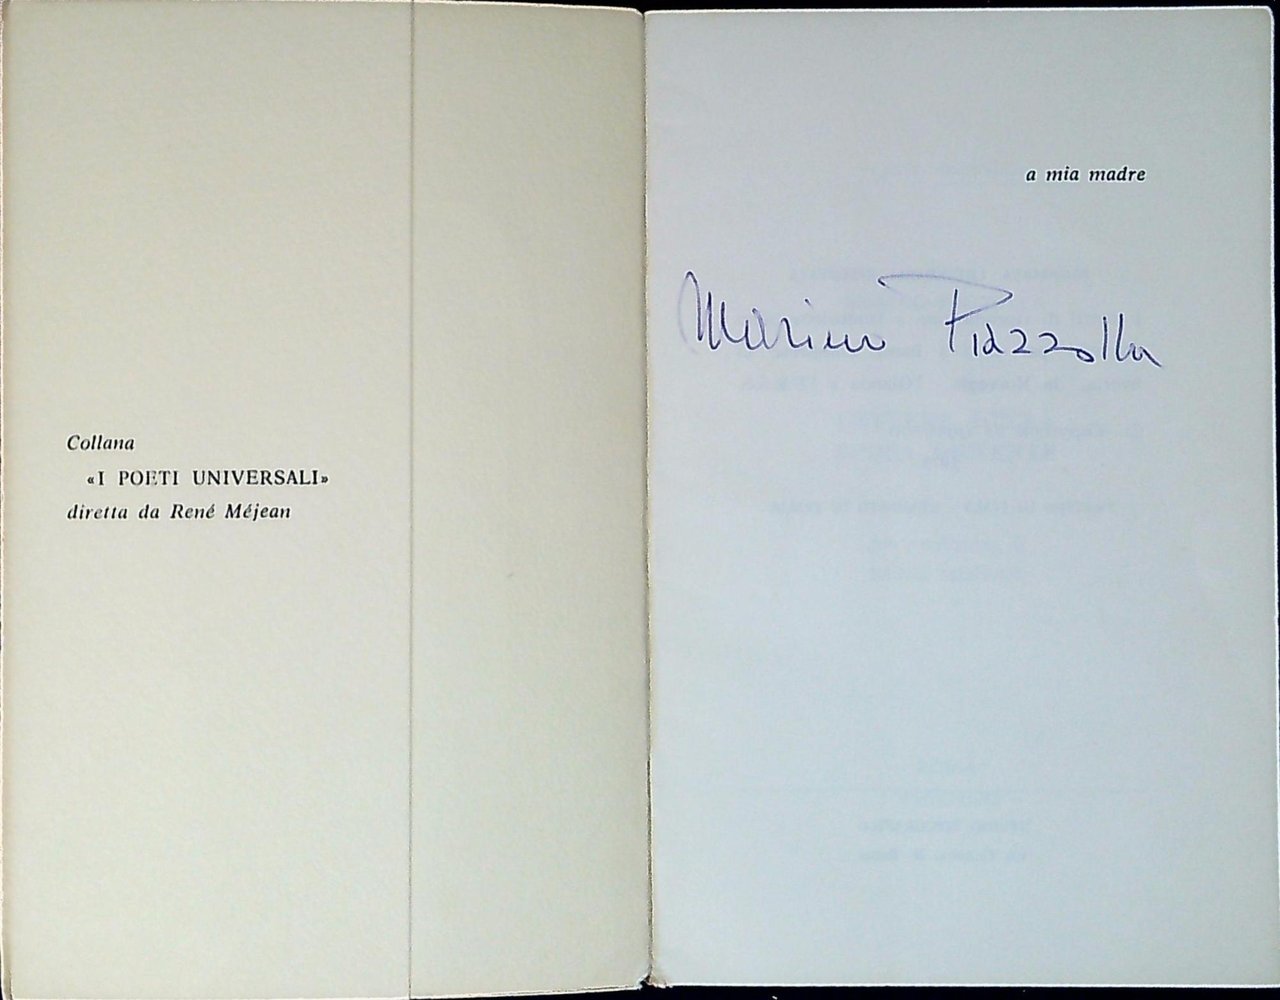 Collana
«I POETI UNIVERSALI»
diretta da René Méjean
a mia madre
Marino Piazzolla